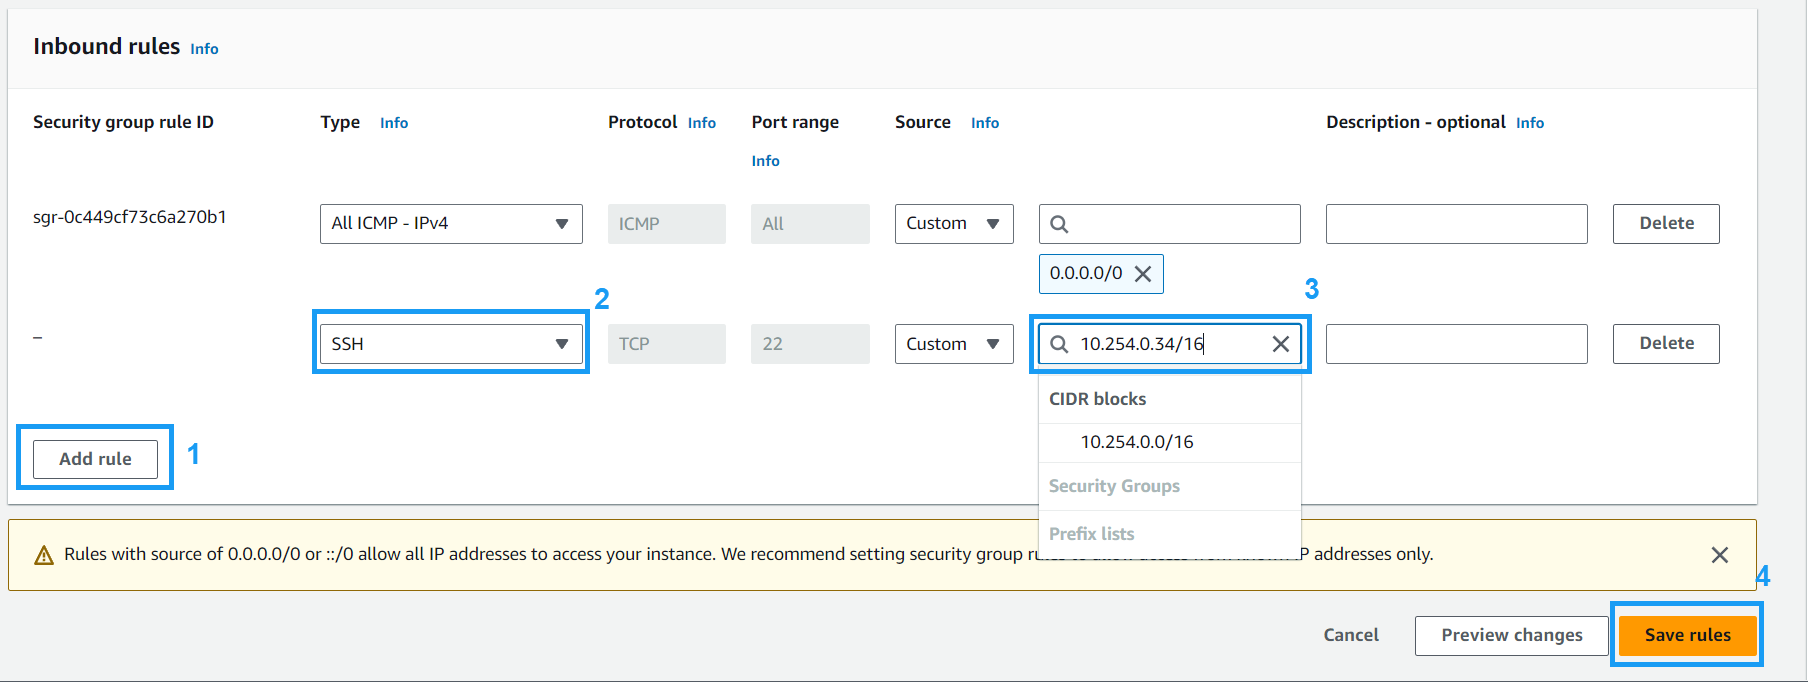 Inbound rules Info
Security group rule ID Type Info Protocol Info Port range Info Source Info Description - optional Info
sgr-0c449cf73c6a270b1 All ICMP - IPv4 ICMP All Custom Delete
0.0.0.0/0
2
3
– SSH TCP 22 Custom 10.254.0.34/16 Delete
CIDR blocks
10.254.0.0/16
Security Groups
Prefix lists
Add rule 1
Rules with source of 0.0.0.0/0 or ::/0 allow all IP addresses to access your instance. We recommend setting security group addresses only.
4
Cancel Preview changes Save rules